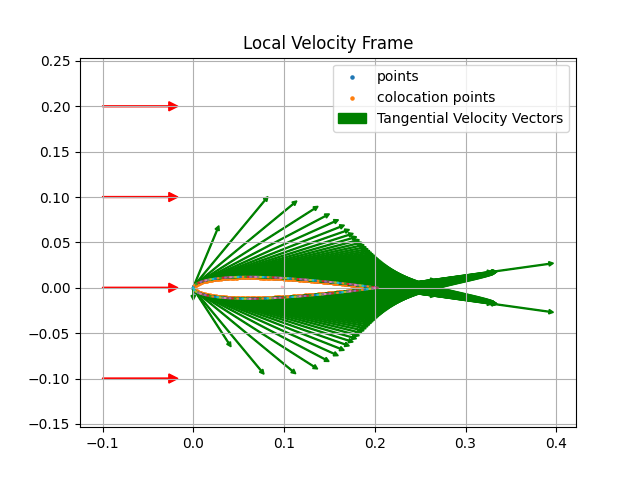 Local Velocity Frame
points
colocation points
Tangential Velocity Vectors
0.25
0.20
0.15
0.10
0.05
0.00
−0.05
−0.10
−0.15
−0.1 0.0 0.1 0.2 0.3 0.4